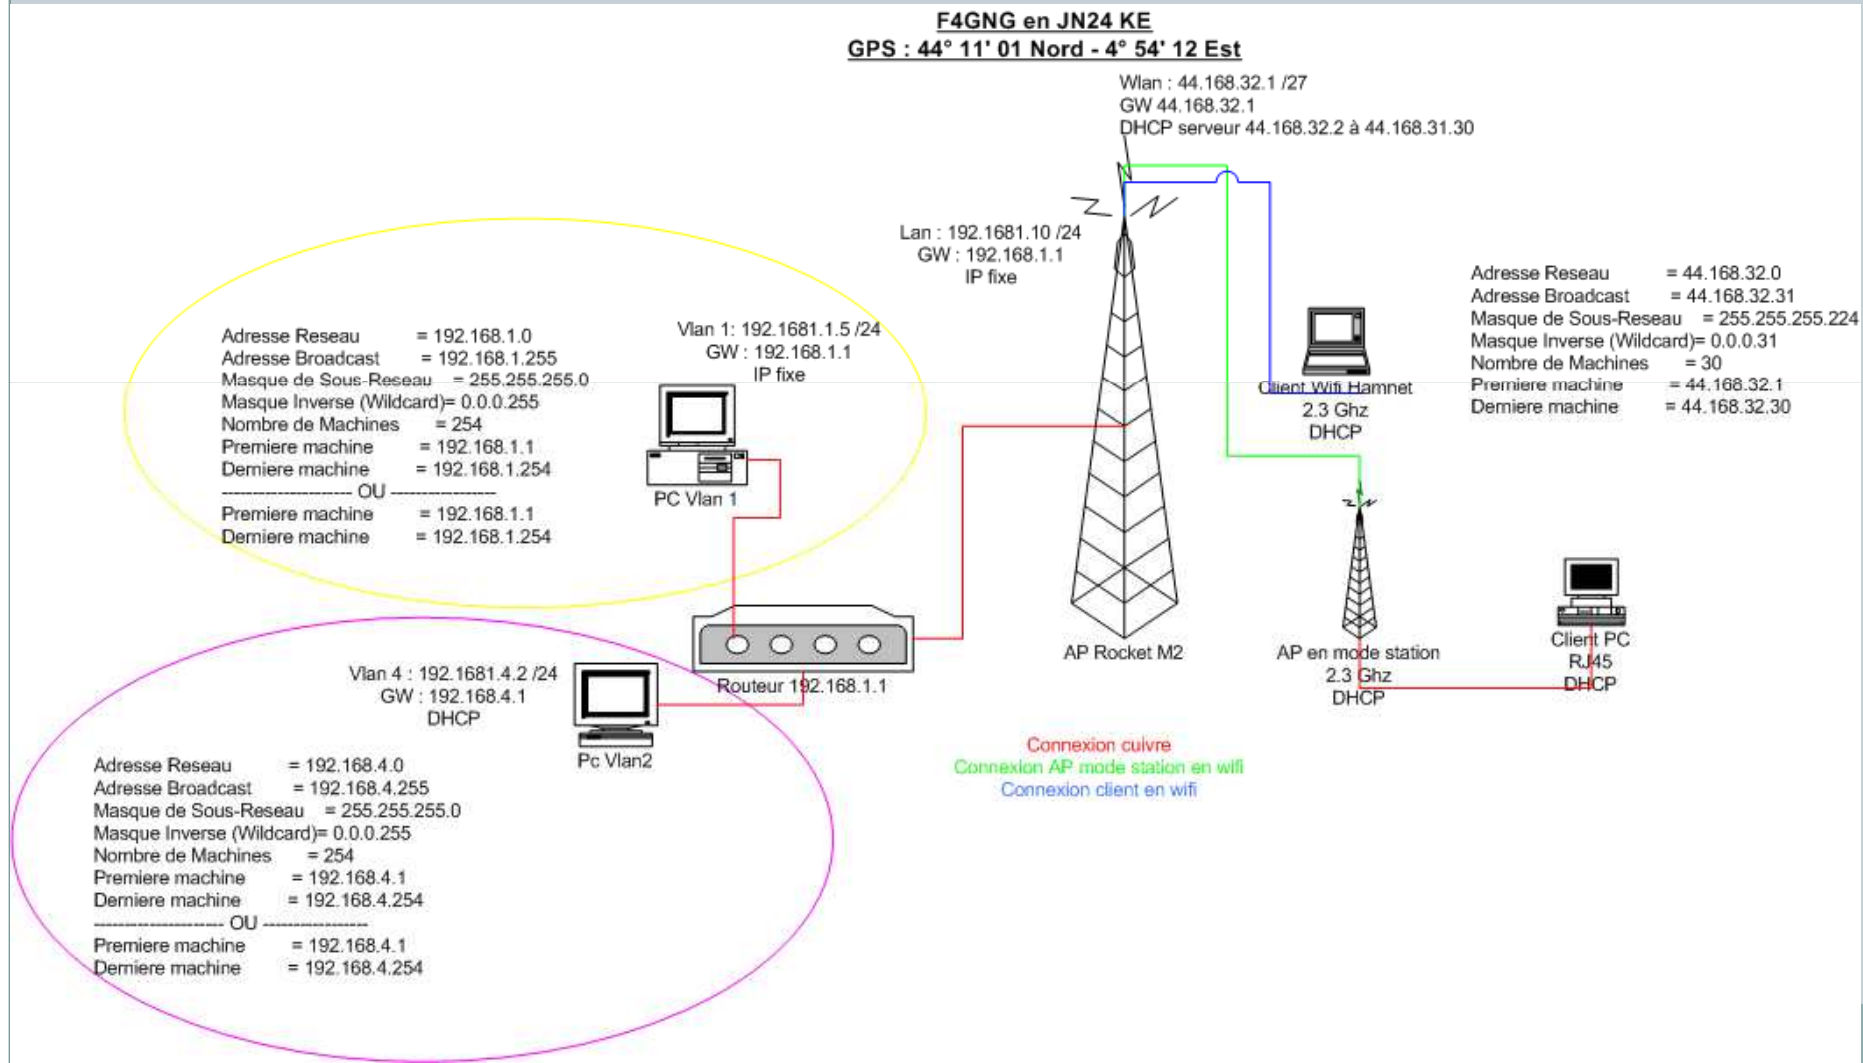 F4GNG en JN24 KE
GPS : 44° 11' 01 Nord - 4° 54' 12 Est
Wlan : 44.168.32.1 /27
GW 44.168.32.1
DHCP serveur 44.168.32.2 à 44.168.31.30
Lan : 192.1681.10 /24
GW : 192.168.1.1
IP fixe
Adresse Reseau = 44.168.32.0
Adresse Broadcast = 44.168.32.31
Masque de Sous-Reseau = 255.255.255.224
Masque Inverse (Wildcard)= 0.0.0.31
Nombre de Machines = 30
Premiere machine = 44.168.32.1
Derniere machine = 44.168.32.30
Client Wifi Hamnet
2.3 Ghz
DHCP
Vlan 1: 192.1681.1.5 /24
GW : 192.168.1.1
IP fixe
Adresse Reseau = 192.168.1.0
Adresse Broadcast = 192.168.1.255
Masque de Sous-Reseau = 255.255.255.0
Masque Inverse (Wildcard)= 0.0.0.255
Nombre de Machines = 254
Premiere machine = 192.168.1.1
Derniere machine = 192.168.1.254
--------------------- OU -----------------
Premiere machine = 192.168.1.1
Derniere machine = 192.168.1.254
PC Vlan 1
AP Rocket M2
AP en mode station
2.3 Ghz
DHCP
Client PC
RJ45
DHCP
Routeur 192.168.1.1
Vlan 4 : 192.1681.4.2 /24
GW : 192.168.4.1
DHCP
Pc Vlan2
Connexion cuivre
Connexion AP mode station en wifi
Connexion client en wifi
Adresse Reseau = 192.168.4.0
Adresse Broadcast = 192.168.4.255
Masque de Sous-Reseau = 255.255.255.0
Masque Inverse (Wildcard)= 0.0.0.255
Nombre de Machines = 254
Premiere machine = 192.168.4.1
Derniere machine = 192.168.4.254
--------------------- OU -----------------
Premiere machine = 192.168.4.1
Derniere machine = 192.168.4.254